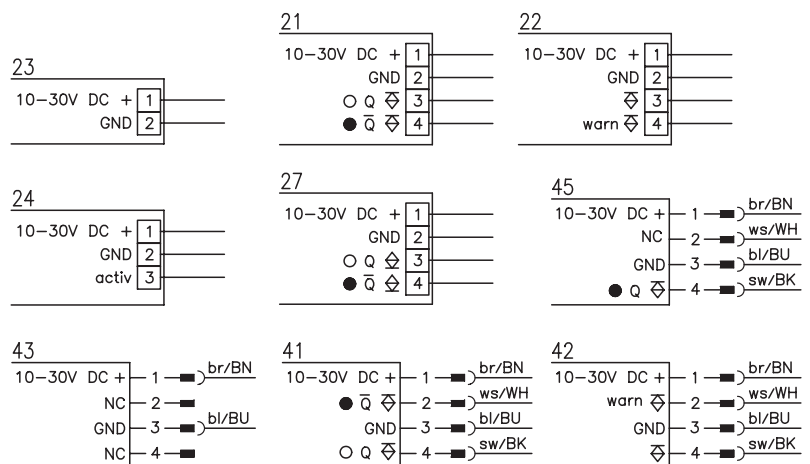 21
10–30V DC + 1
GND 2
Q 3
Q̅ 4
22
10–30V DC + 1
GND 2
3
warn 4
23
10–30V DC + 1
GND 2
24
10–30V DC + 1
GND 2
activ 3
27
10–30V DC + 1
GND 2
Q 3
Q̅ 4
45
10–30V DC + 1 br/BN
NC 2 ws/WH
GND 3 bl/BU
Q 4 sw/BK
43
10–30V DC + 1 br/BN
NC 2
GND 3 bl/BU
NC 4
41
10–30V DC + 1 br/BN
Q̅ 2 ws/WH
GND 3 bl/BU
Q 4 sw/BK
42
10–30V DC + 1 br/BN
warn 2 ws/WH
GND 3 bl/BU
4 sw/BK